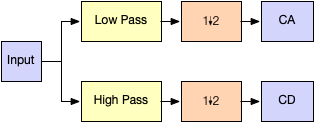 Low Pass
1↓2
CA
Input
High Pass
1↓2
CD